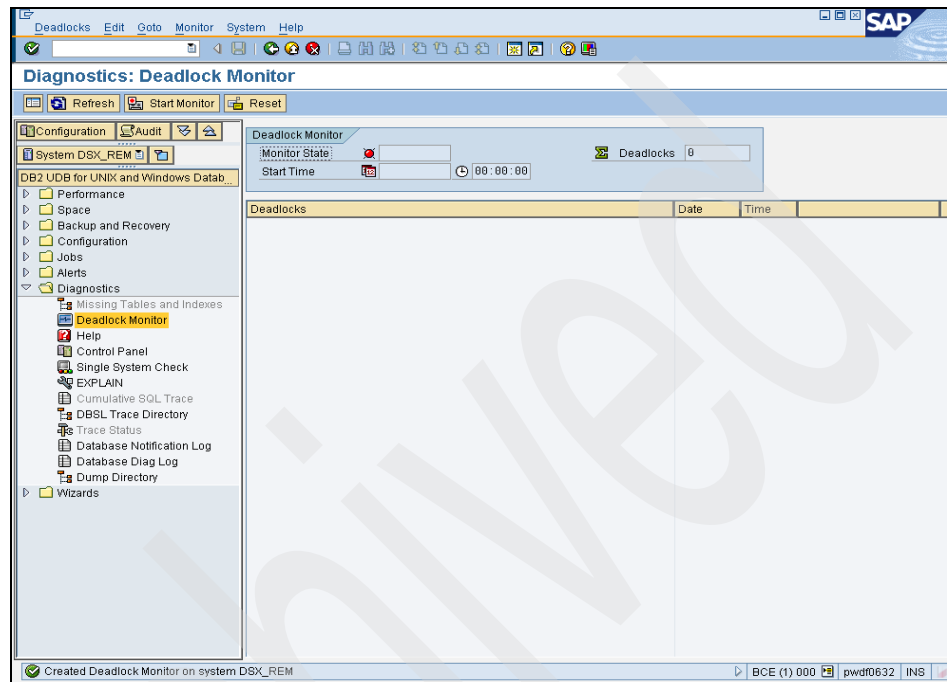 Deadlocks Edit Goto Monitor System Help
SAP
Diagnostics: Deadlock Monitor
Refresh Start Monitor Reset
Configuration Audit
System DSX_REM
DB2 UDB for UNIX and Windows Datab
Performance
Space
Backup and Recovery
Configuration
Jobs
Alerts
Diagnostics
Missing Tables and Indexes
Deadlock Monitor
Help
Control Panel
Single System Check
EXPLAIN
Cumulative SQL Trace
DBSL Trace Directory
Trace Status
Database Notification Log
Database Diag Log
Dump Directory
Wizards
Deadlock Monitor
Monitor State Deadlocks 0
Start Time 00:00:00
Deadlocks Date Time
hived
Created Deadlock Monitor on system DSX_REM BCE (1) 000 pwdf0632 INS